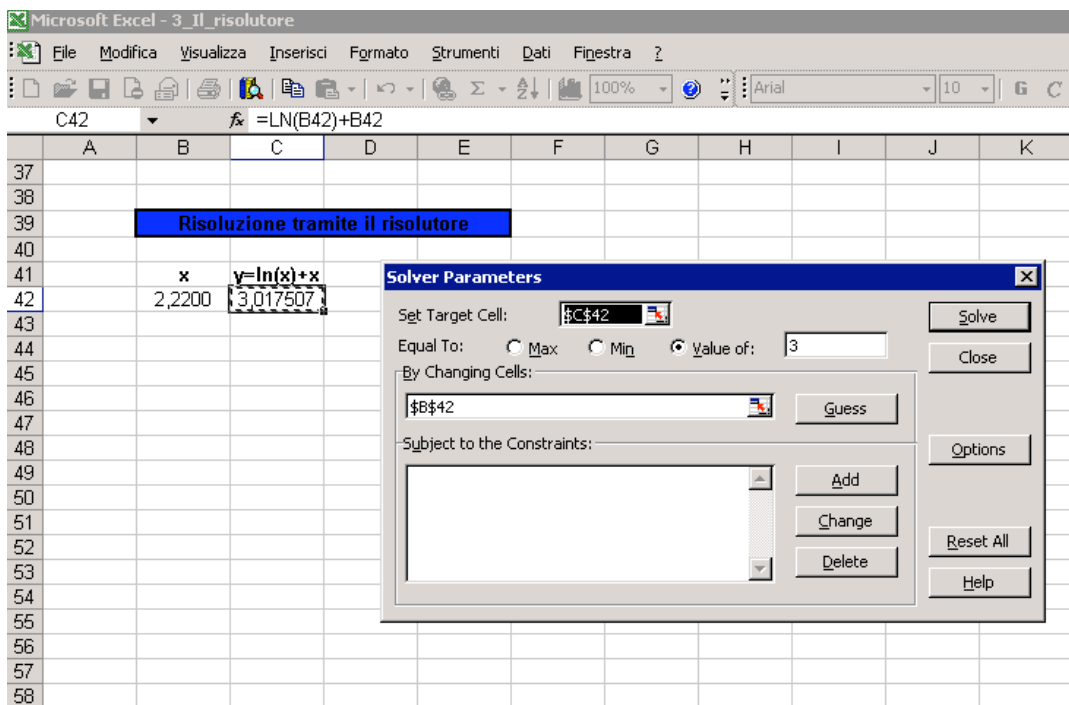 Microsoft Excel - 3_Il_risolutore
File Modifica Visualizza Inserisci Formato Strumenti Dati Finestra ?
100% Arial 10 G C
C42 fx =LN(B42)+B42
A B C D E F G H I J K
37
38
39 Risoluzione tramite il risolutore
40
41 x y=ln(x)+x
42 2,2200 3,017507
43
44
45
46
47
48
49
50
51
52
53
54
55
56
57
58
Solver Parameters
Set Target Cell: $C$42 Solve
Equal To: Max Min Value of: 3 Close
By Changing Cells:
$B$42 Guess
Subject to the Constraints: Options
Add
Change
Reset All
Delete
Help